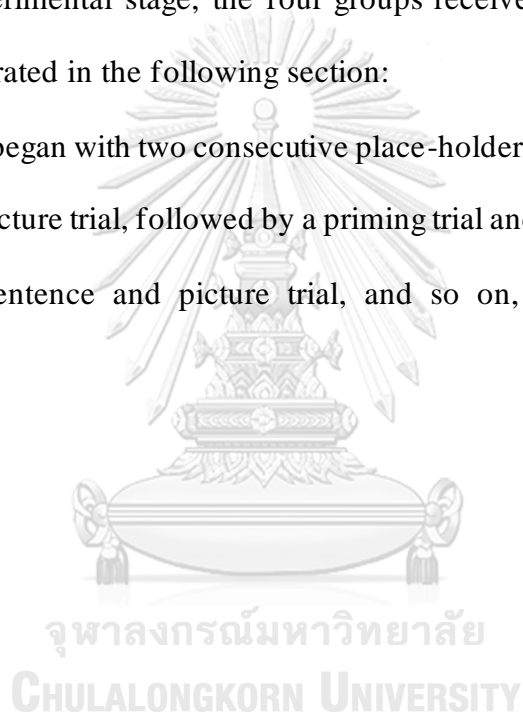 erimental stage, the four groups receive
rated in the following section:
began with two consecutive place-holder
cture trial, followed by a priming trial and
entence and picture trial, and so on,
จุฬาลงกรณ์มหาวิทยาลัย
CHULALONGKORN UNIVERSITY